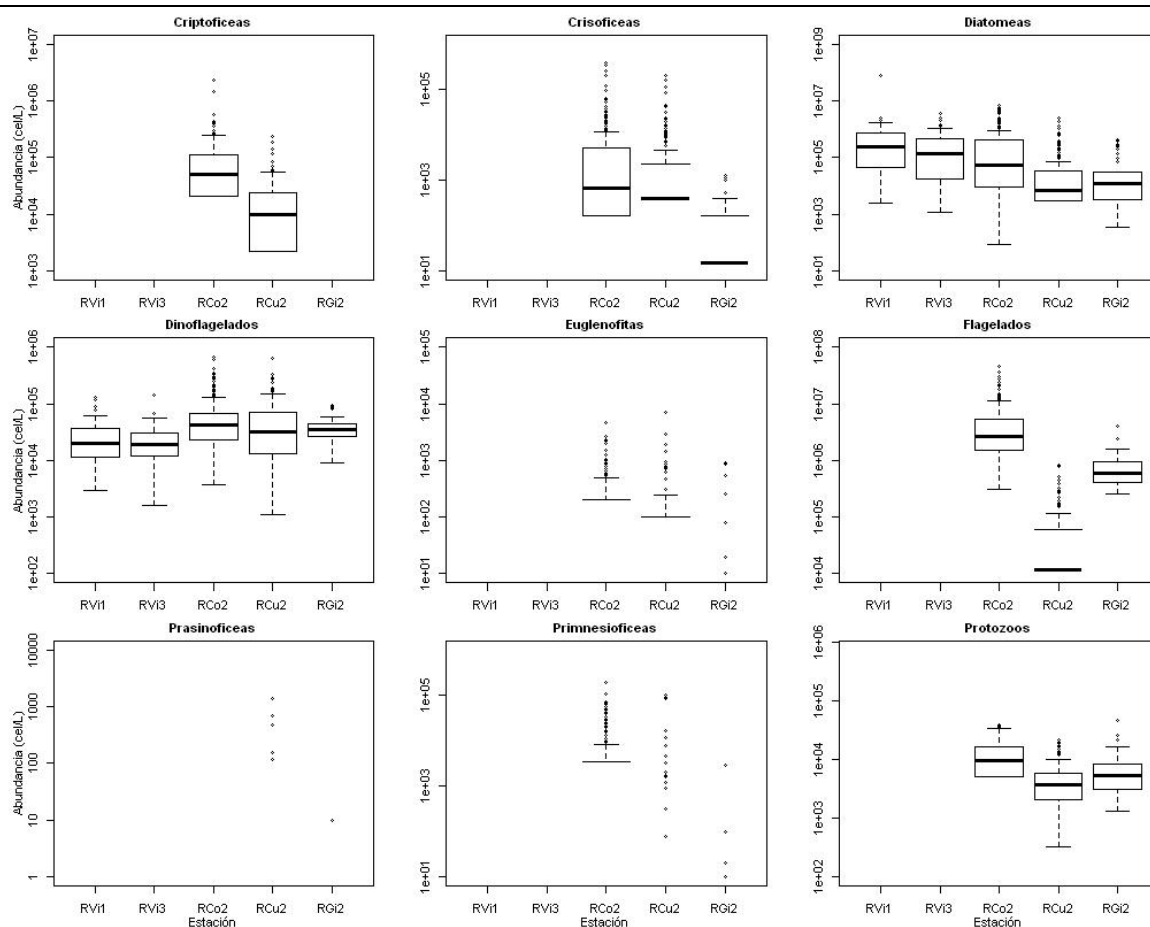 Criptoficeas
Crisoficeas
Diatomeas
Abundancia (cel/L)
1e+07
1e+06
1e+05
1e+04
1e+03
1e+05
1e+03
1e+01
1e+09
1e+07
1e+05
1e+03
1e+01
RVi1 RVi3 RCo2 RCu2 RGi2
RVi1 RVi3 RCo2 RCu2 RGi2
RVi1 RVi3 RCo2 RCu2 RGi2
Dinoflagelados
Euglenofitas
Flagelados
Abundancia (cel/L)
1e+06
1e+05
1e+04
1e+03
1e+02
1e+05
1e+04
1e+03
1e+02
1e+01
1e+08
1e+07
1e+06
1e+05
1e+04
RVi1 RVi3 RCo2 RCu2 RGi2
RVi1 RVi3 RCo2 RCu2 RGi2
RVi1 RVi3 RCo2 RCu2 RGi2
Prasinoficeas
Primnesioficeas
Protozoos
Abundancia (cel/L)
10000
1000
100
10
1
1e+05
1e+03
1e+01
1e+06
1e+05
1e+04
1e+03
1e+02
RVi1 RVi3 RCo2 RCu2 RGi2
RVi1 RVi3 RCo2 RCu2 RGi2
RVi1 RVi3 RCo2 RCu2 RGi2
Estación
Estación
Estación